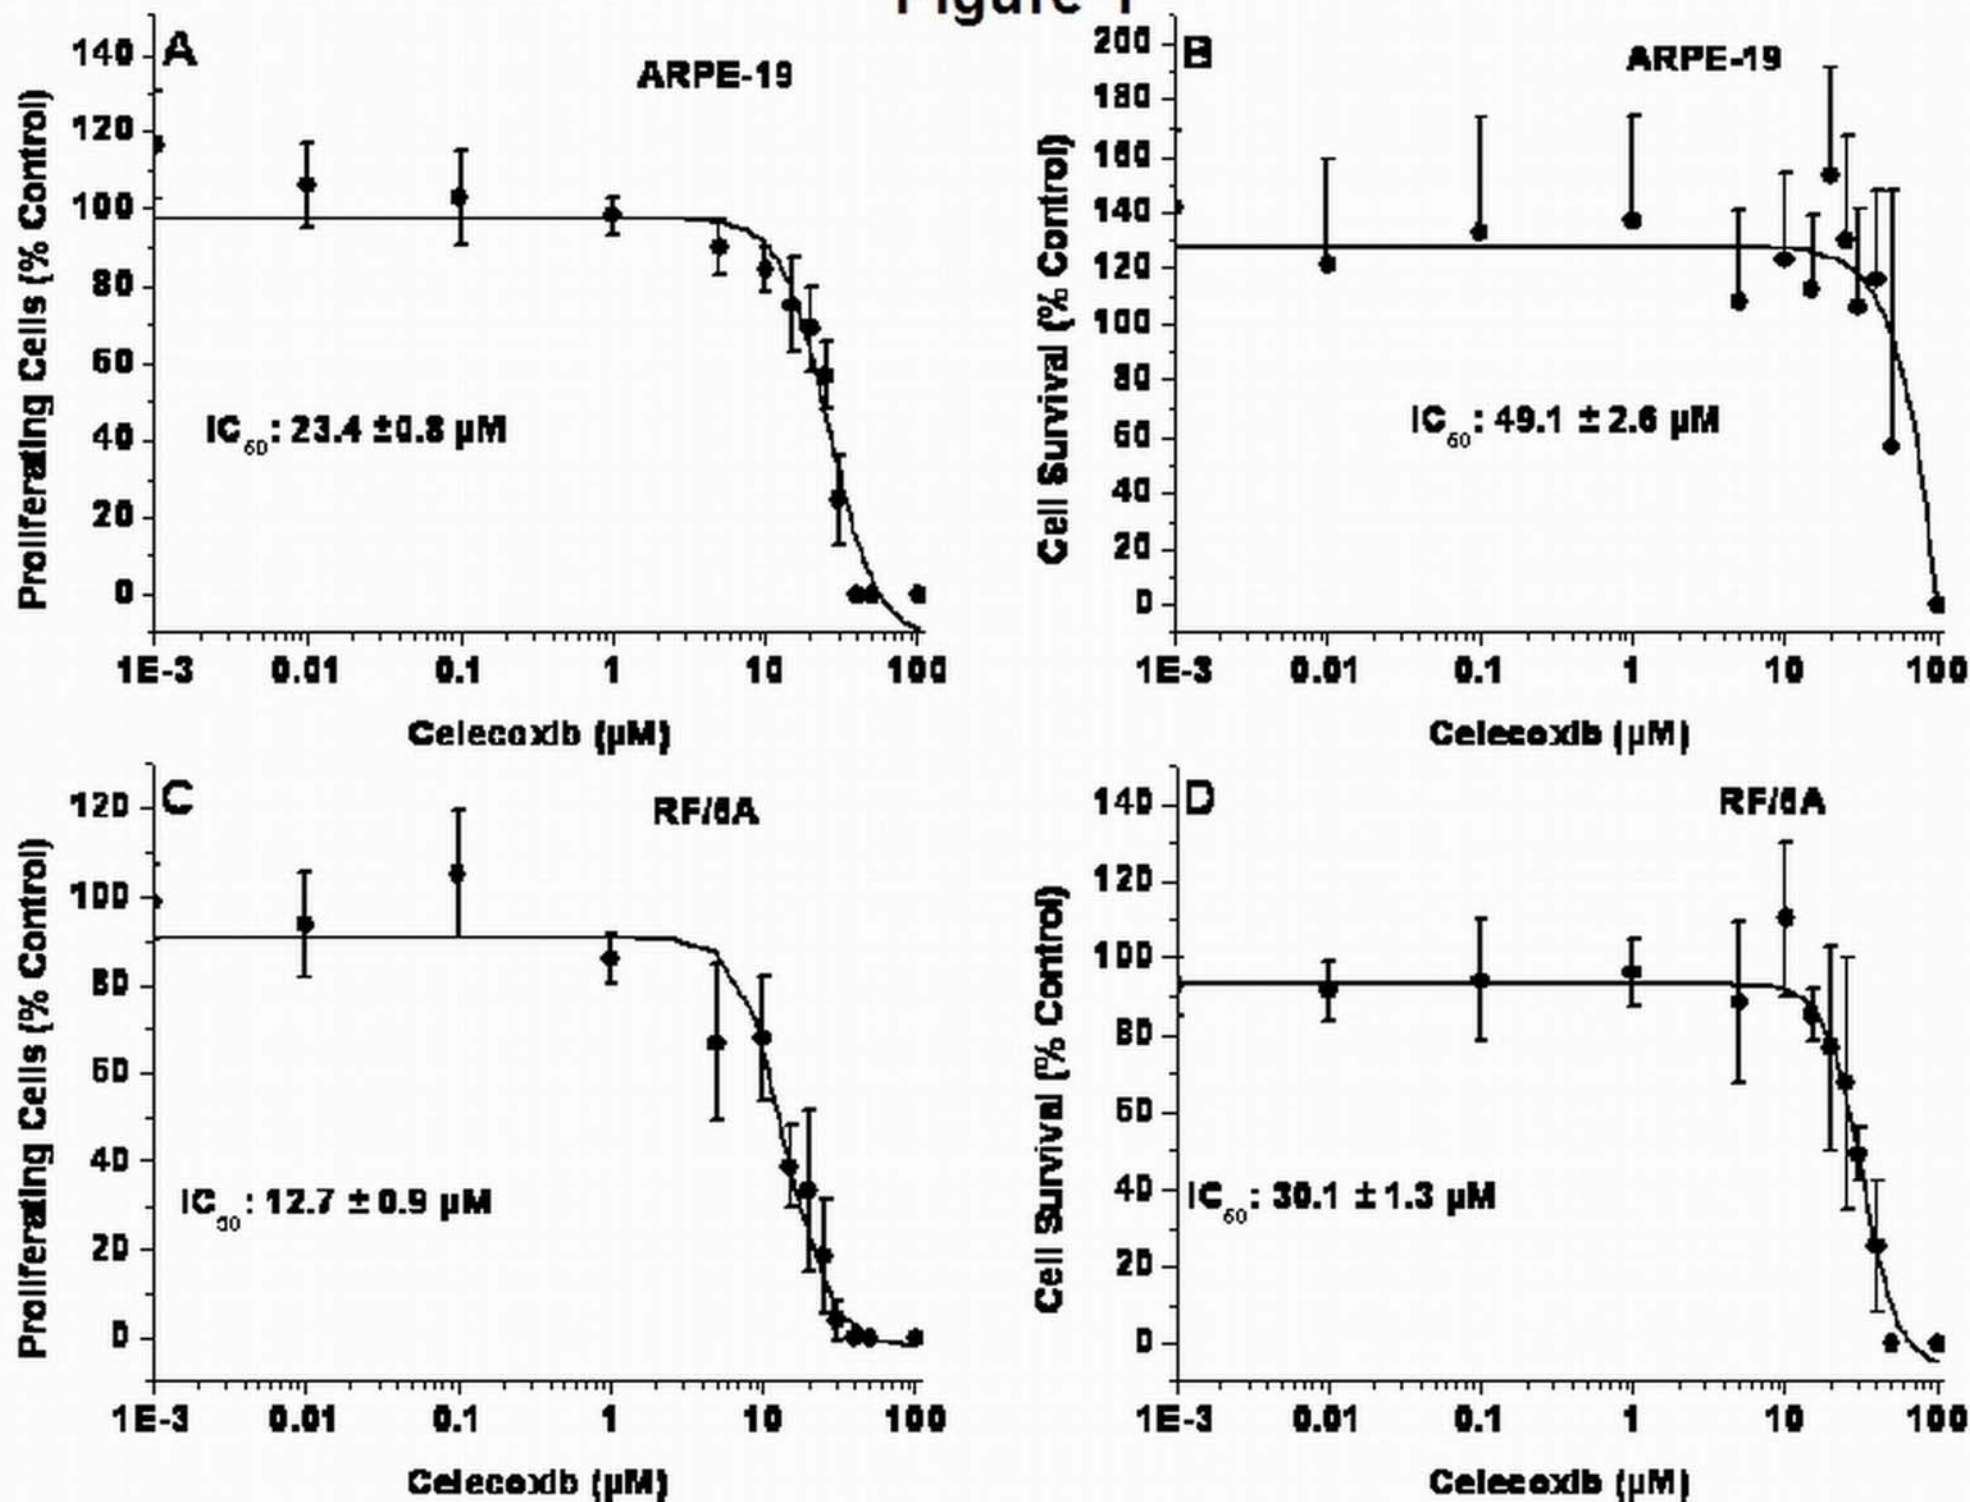 Figure 1
A
ARPE-19
140
120
100
80
60
40
20
0
Proliferating Cells (% Control)
IC50: 23.4 ±0.8 µM
1E-3 0.01 0.1 1 10 100
Celecoxib (µM)
B
ARPE-19
200
180
160
140
120
100
80
60
40
20
0
Cell Survival (% Control)
IC50: 49.1 ± 2.6 µM
1E-3 0.01 0.1 1 10 100
Celecoxib (µM)
C
RF/6A
120
100
80
60
40
20
0
Proliferating Cells (% Control)
IC50: 12.7 ± 0.9 µM
1E-3 0.01 0.1 1 10 100
Celecoxib (µM)
D
RF/6A
140
120
100
80
60
40
20
0
Cell Survival (% Control)
IC50: 30.1 ± 1.3 µM
1E-3 0.01 0.1 1 10 100
Celecoxib (µM)